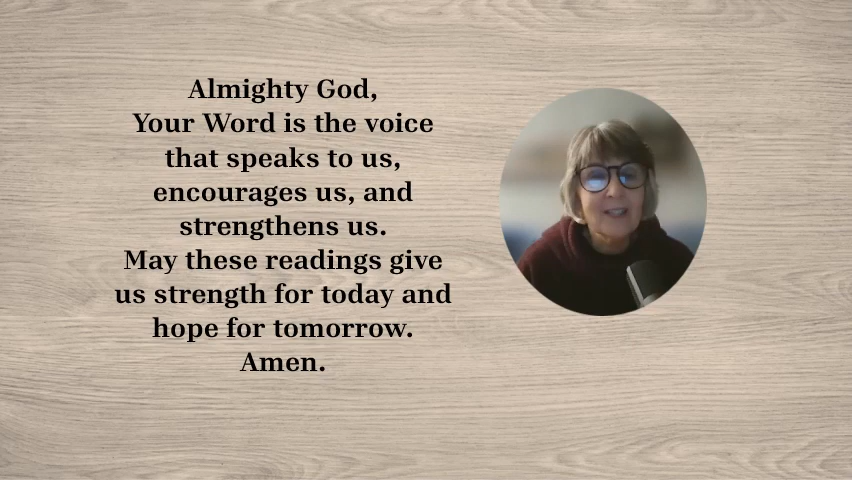 Almighty God,
Your Word is the voice
that speaks to us,
encourages us, and
strengthens us.
May these readings give
us strength for today and
hope for tomorrow.
Amen.